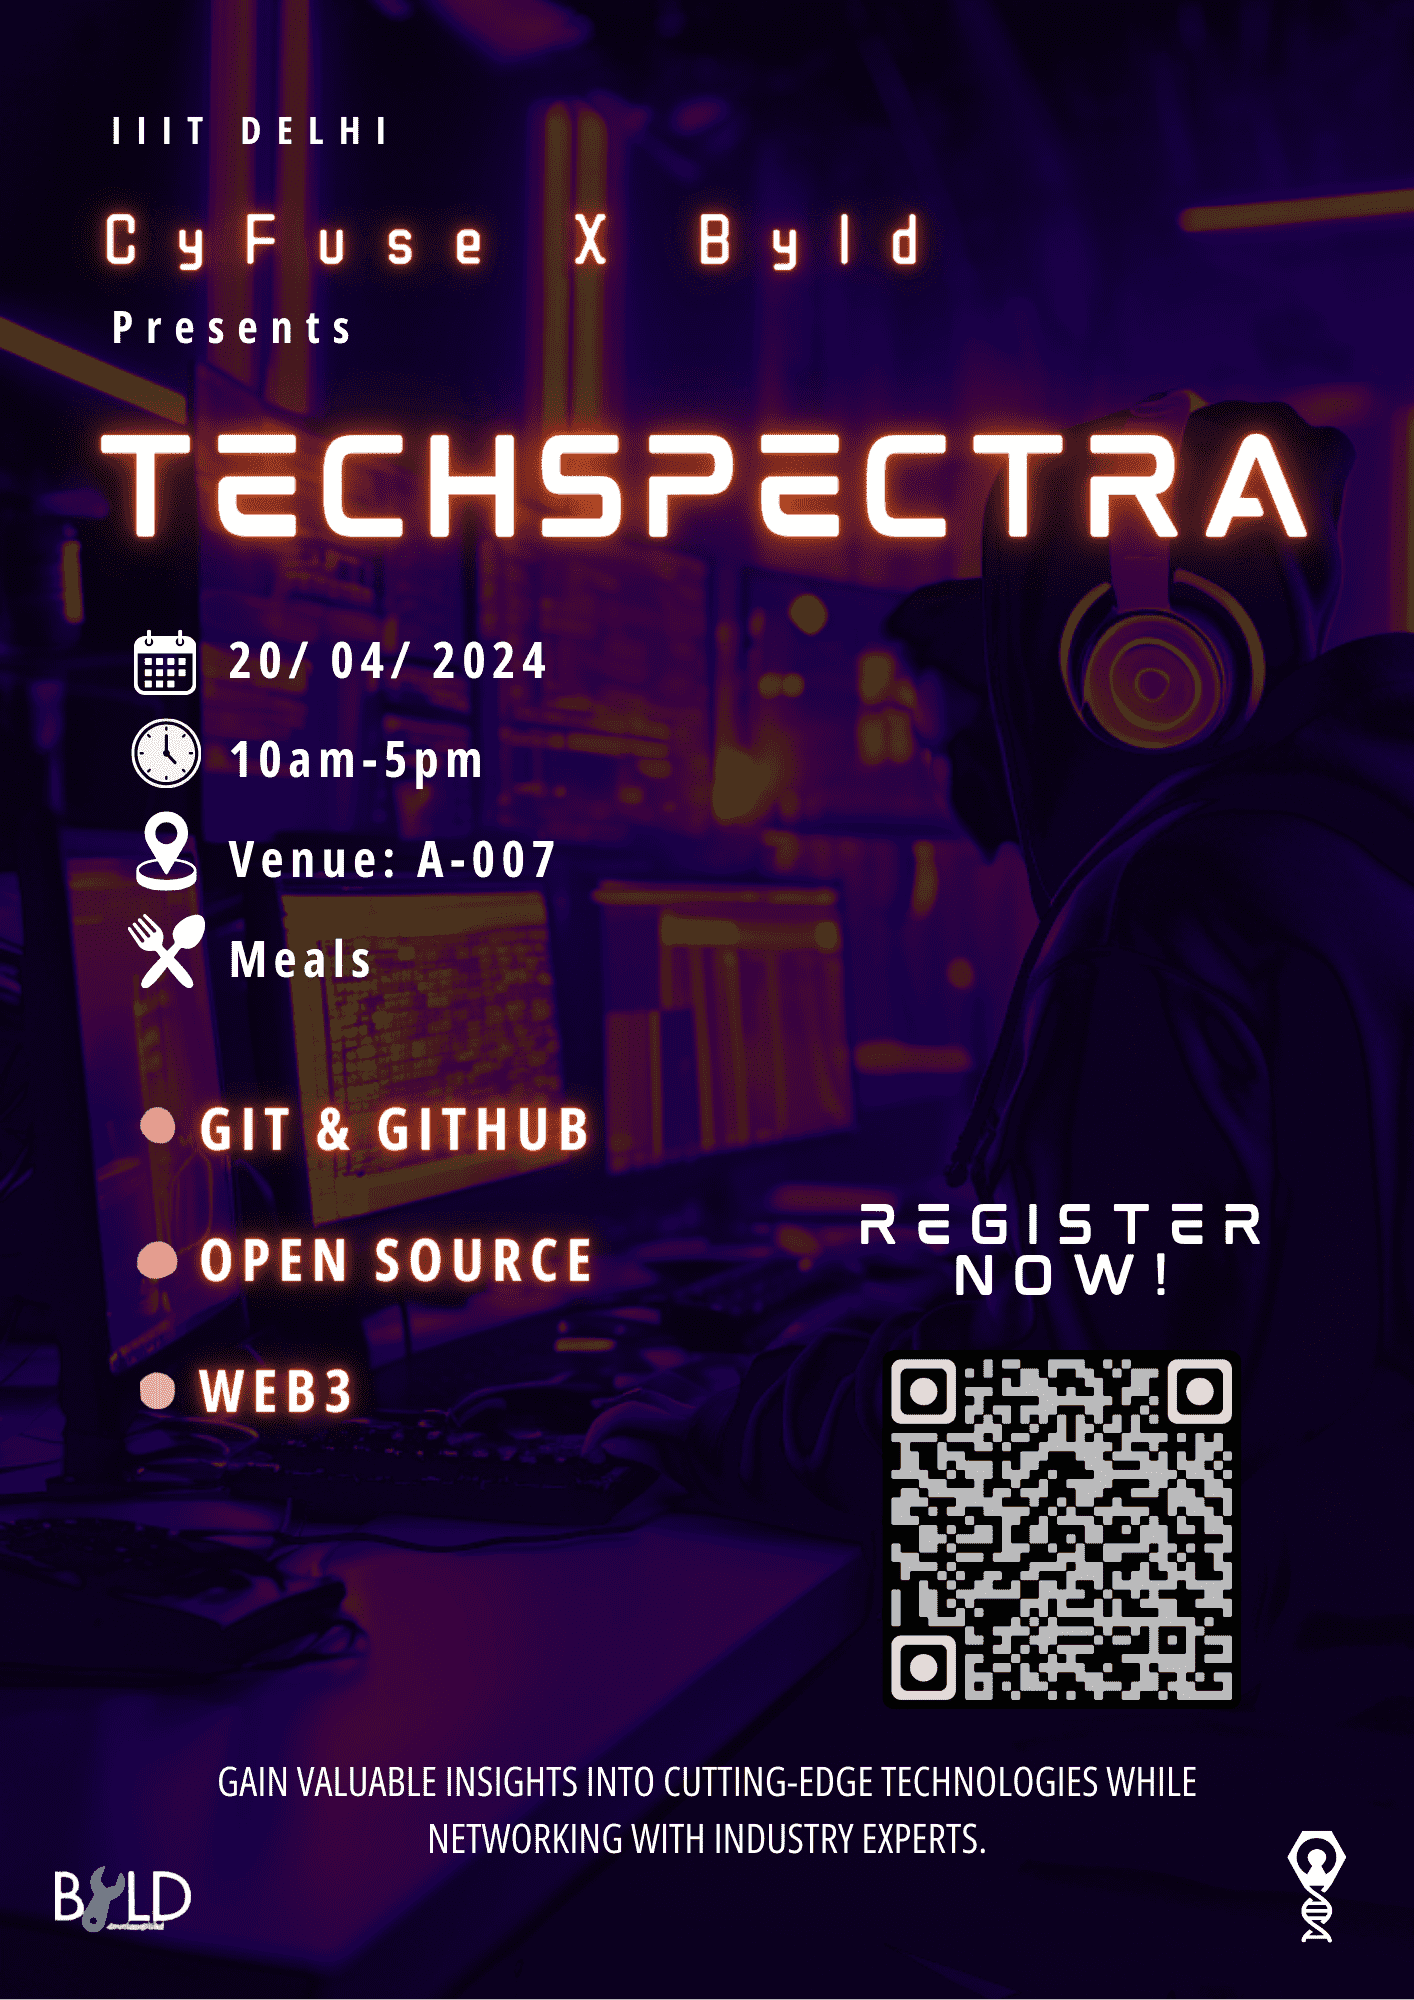 IIIT DELHI
CyFuse X Byld
Presents
TECHSPECTRA
20/ 04/ 2024
10am-5pm
Venue: A-007
Meals
GIT & GITHUB
OPEN SOURCE
WEB3
REGISTER
NOW!
GAIN VALUABLE INSIGHTS INTO CUTTING-EDGE TECHNOLOGIES WHILE
NETWORKING WITH INDUSTRY EXPERTS.
BYLD